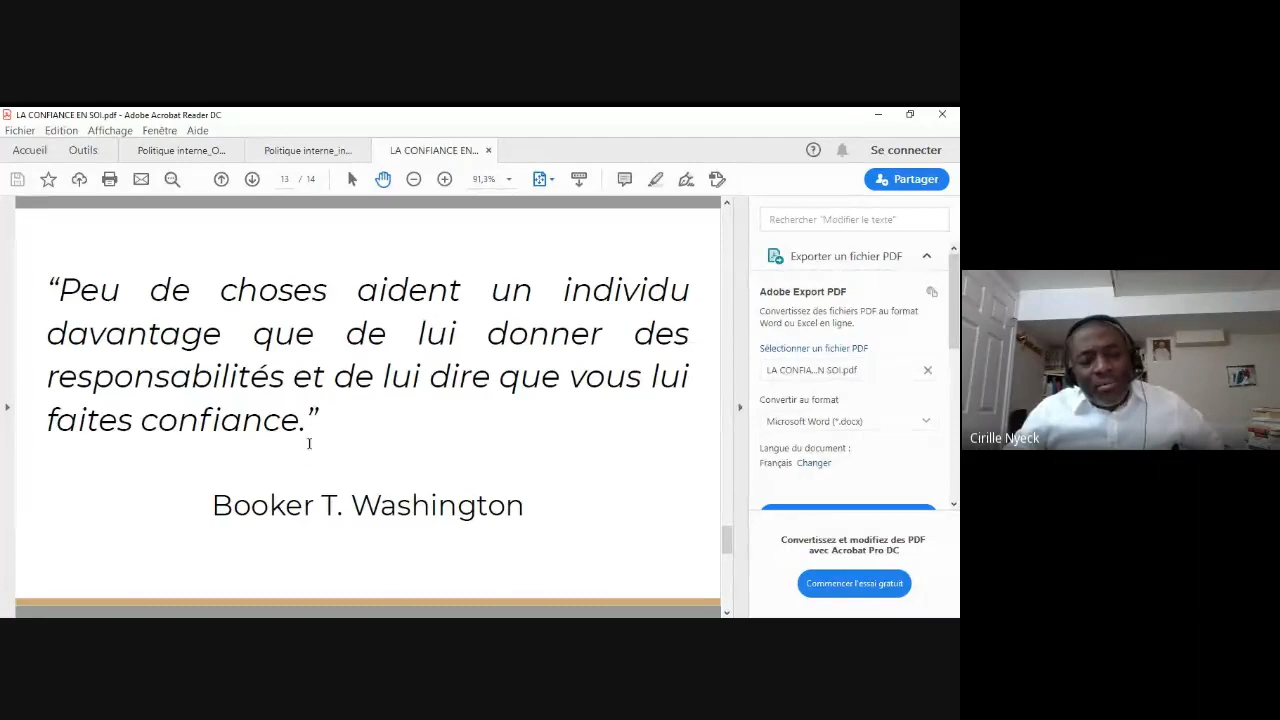 LA CONFIANCE EN SOI.pdf - Adobe Acrobat Reader DC
Fichier Edition Affichage Fenêtre Aide
Accueil Outils Politique interne_O... Politique interne_in... LA CONFIANCE EN... × Se connecter
13 / 14 91,3% Partager
“Peu de choses aident un individu
davantage que de lui donner des
responsabilités et de lui dire que vous lui
faites confiance.”
Booker T. Washington
Rechercher "Modifier le texte"
Exporter un fichier PDF
Adobe Export PDF
Convertissez des fichiers PDF au format
Word ou Excel en ligne.
Sélectionner un fichier PDF
LA CONFIA...N SOI.pdf
Convertir au format
Microsoft Word (*.docx)
Langue du document :
Français Changer
Convertissez et modifiez des PDF
avec Acrobat Pro DC
Commencer l'essai gratuit
Cirille Nyeck